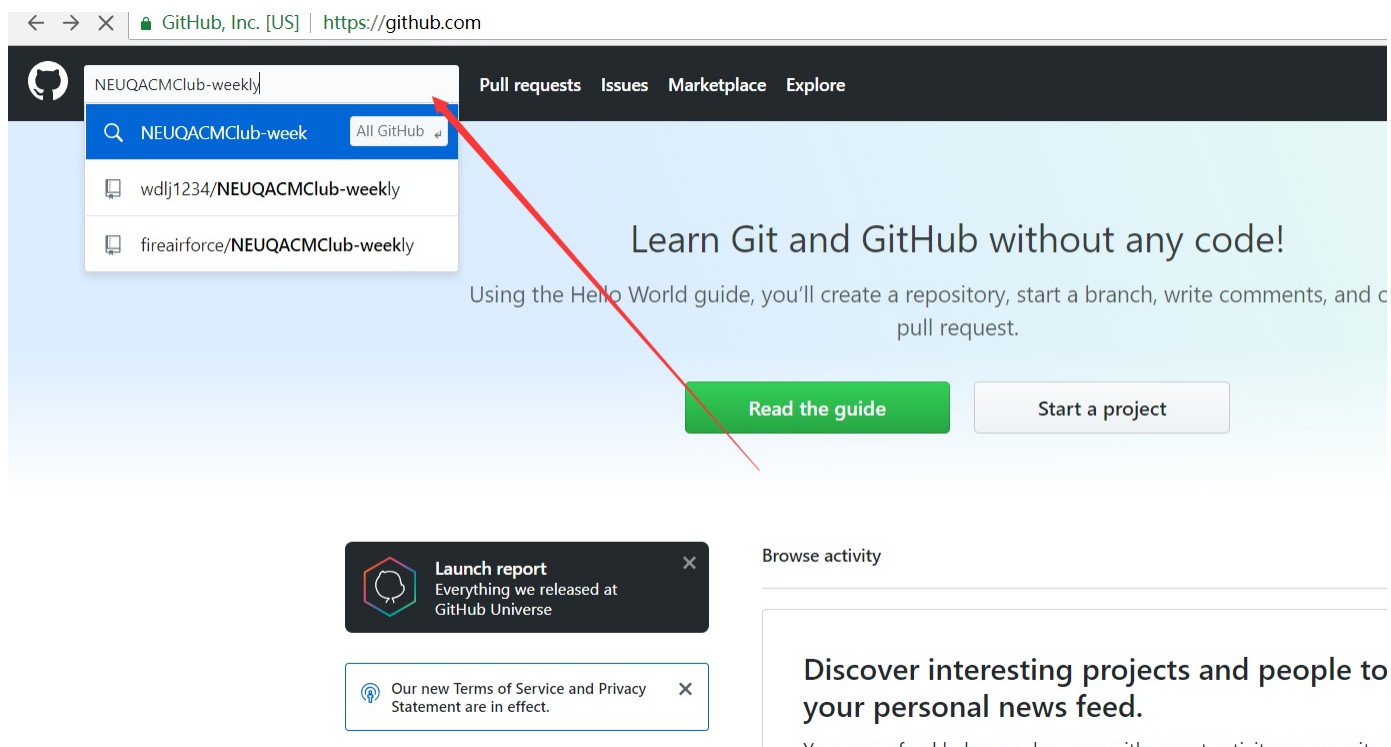 GitHub, Inc. [US] | https://github.com
NEUQACMClub-weekly
Pull requests Issues Marketplace Explore
NEUQACMClub-week All GitHub ↵
wdlj1234/NEUQACMClub-weekly
fireairforce/NEUQACMClub-weekly
Learn Git and GitHub without any code!
Using the Hello World guide, you’ll create a repository, start a branch, write comments, and
pull request.
Read the guide Start a project
Launch report
Everything we released at
GitHub Universe
Browse activity
Our new Terms of Service and Privacy
Statement are in effect.
Discover interesting projects and people to
your personal news feed.